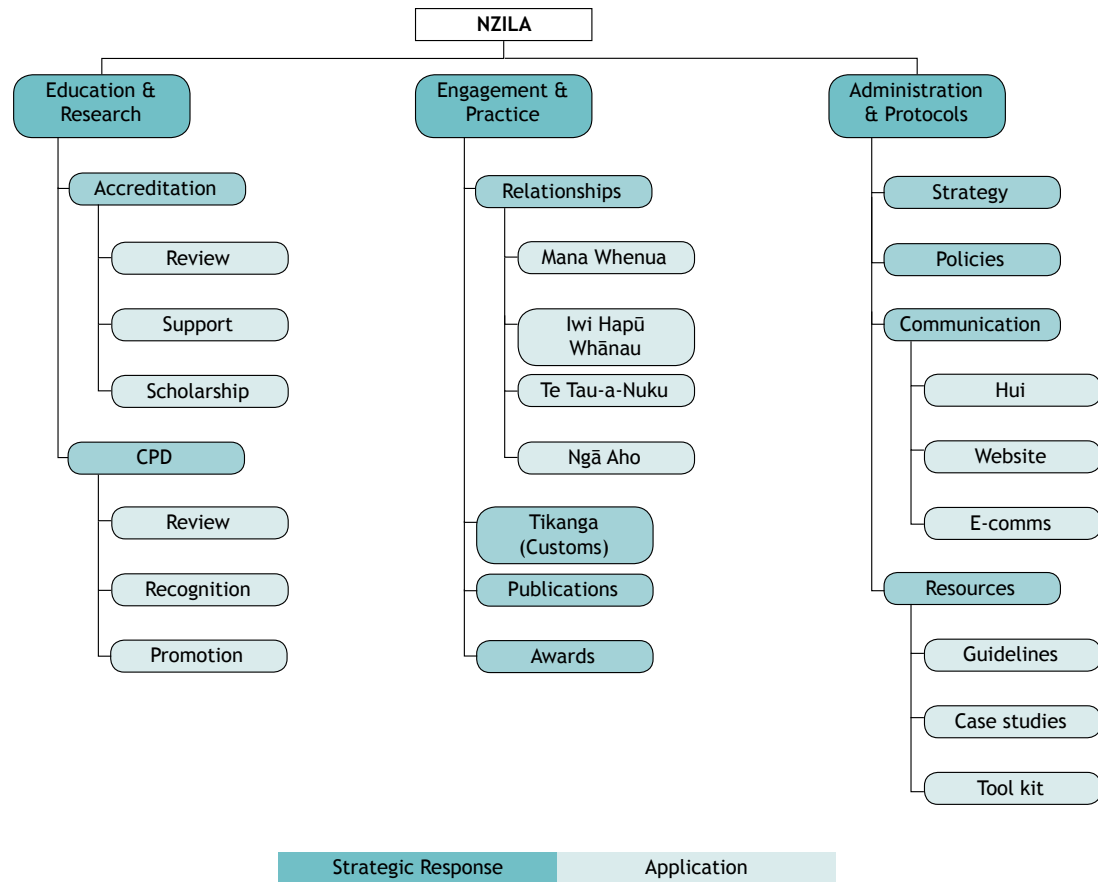 NZILA
Education &
Research
Accreditation
Review
Support
Scholarship
CPD
Review
Recognition
Promotion
Engagement &
Practice
Relationships
Mana Whenua
Iwi Hapū
Whānau
Te Tau-a-Nuku
Ngā Aho
Tikanga
(Customs)
Publications
Awards
Administration
& Protocols
Strategy
Policies
Communication
Hui
Website
E-comms
Resources
Guidelines
Case studies
Tool kit
Strategic Response
Application